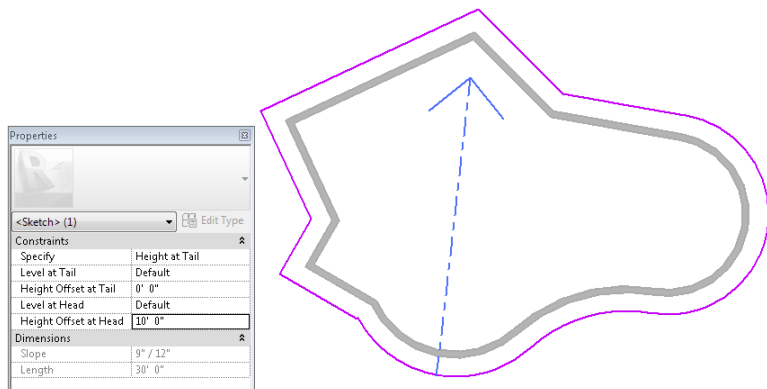 Properties
<Sketch> (1)
Edit Type
Constraints
Specify Height at Tail
Level at Tail Default
Height Offset at Tail 0' 0"
Level at Head Default
Height Offset at Head 10' 0"
Dimensions
Slope 9" / 12"
Length 30' 0"